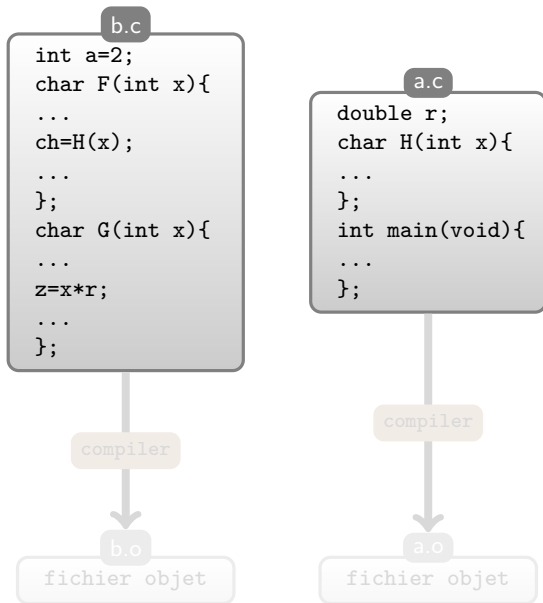 b.c
int a=2;
char F(int x){
...
ch=H(x);
...
};
char G(int x){
...
z=x*r;
...
};
compiler
b.o
fichier objet
a.c
double r;
char H(int x){
...
};
int main(void){
...
};
compiler
a.o
fichier objet